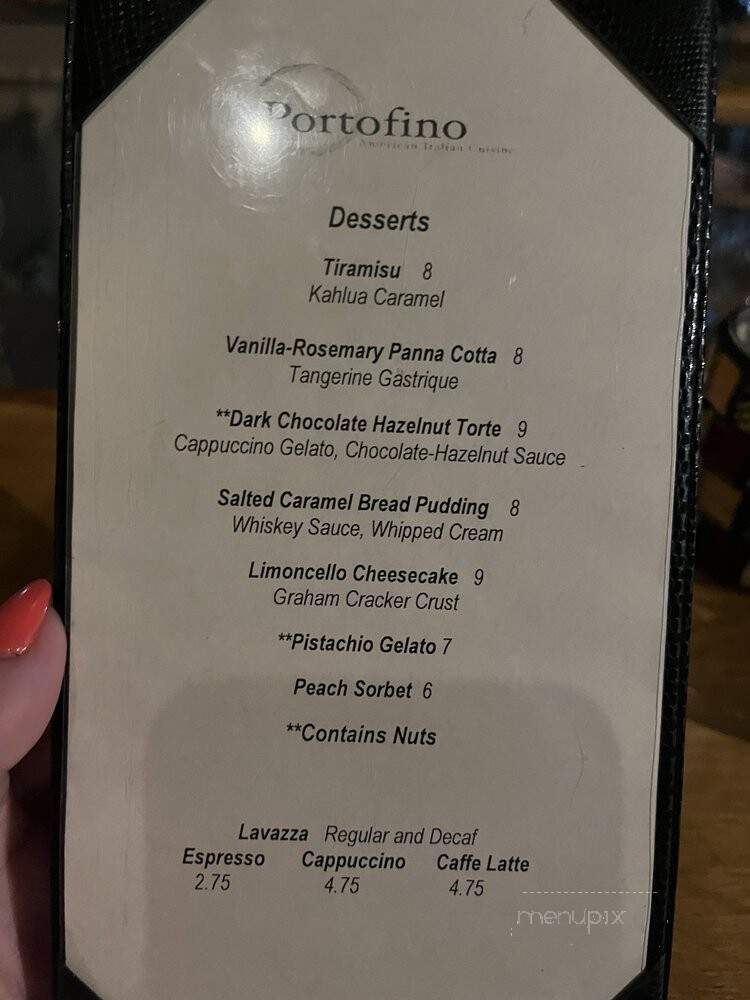 Portofino
American Italian Cuisine
Desserts
Tiramisu 8
Kahlua Caramel
Vanilla-Rosemary Panna Cotta 8
Tangerine Gastrique
**Dark Chocolate Hazelnut Torte 9
Cappuccino Gelato, Chocolate-Hazelnut Sauce
Salted Caramel Bread Pudding 8
Whiskey Sauce, Whipped Cream
Limoncello Cheesecake 9
Graham Cracker Crust
**Pistachio Gelato 7
Peach Sorbet 6
**Contains Nuts
Lavazza Regular and Decaf
Espresso Cappuccino Caffe Latte
2.75 4.75 4.75
menupix